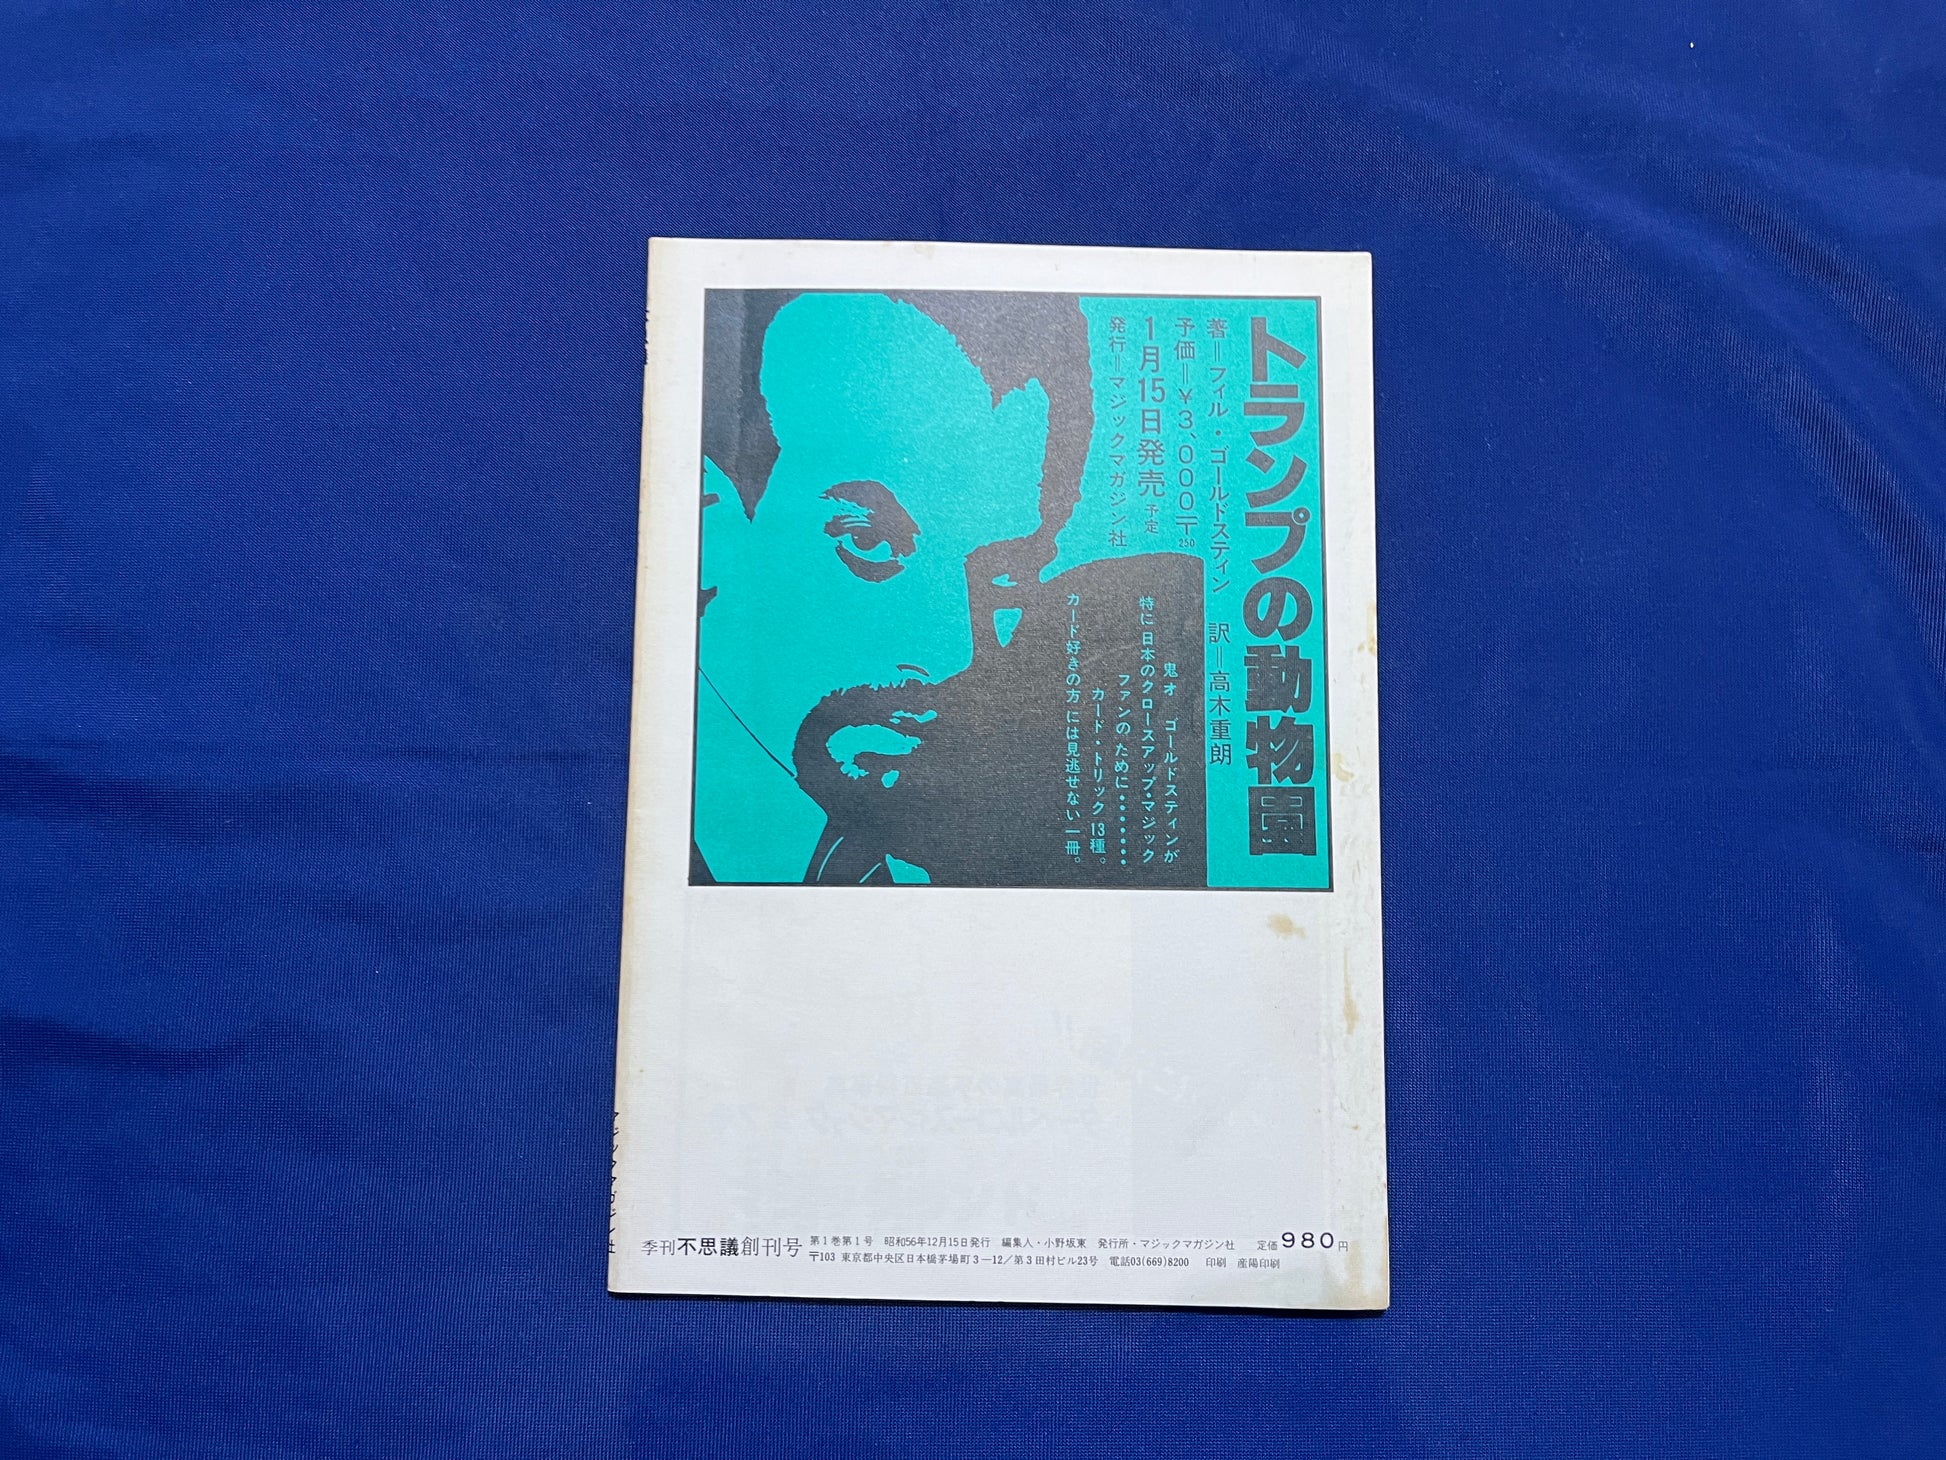 トランプの動物園
著＝フィル・ゴールドスティン　訳＝高木重朗
予価＝￥3,000〒250
1月15日発売予定
発行＝マジックマガジン社
鬼才　ゴールドスティンが
特に日本のクロースアップ・マジック
ファンのために・・・・・・・
カード・トリック13種。
カード好きの方には見逃せない一冊。
季刊不思議創刊号
第1巻第1号　昭和56年12月15日発行　編集人・小野坂東　発行所・マジックマガジン社　定価980円
〒103 東京都中央区日本橋茅場町3―12／第3田村ビル23号　電話03(669)8200　印刷　産陽印刷